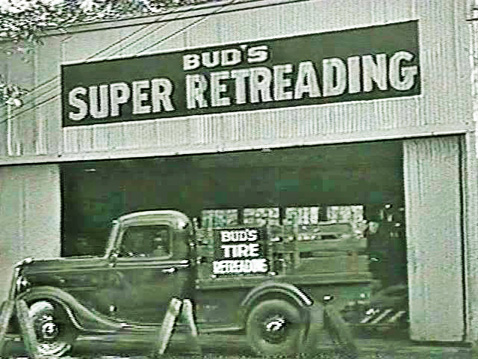 BUD'S
SUPER RETREADING
BUD'S
TIRE
RETREADING